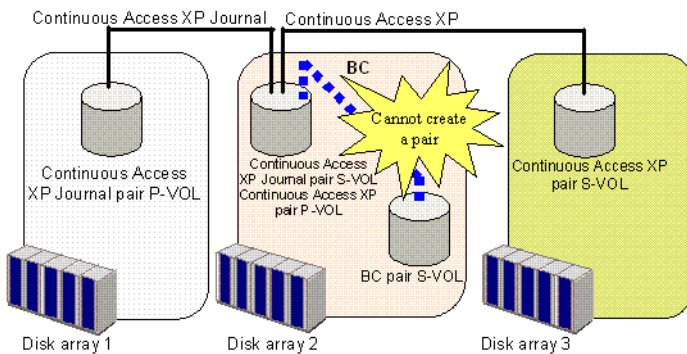 Continuous Access XP Journal
Continuous Access XP
BC
Cannot create
a pair
Continuous Access
XP Journal pair P-VOL
Continuous Access
XP Journal pair S-VOL
Continuous Access XP
pair P-VOL
Continuous Access XP
pair S-VOL
BC pair S-VOL
Disk array 1
Disk array 2
Disk array 3